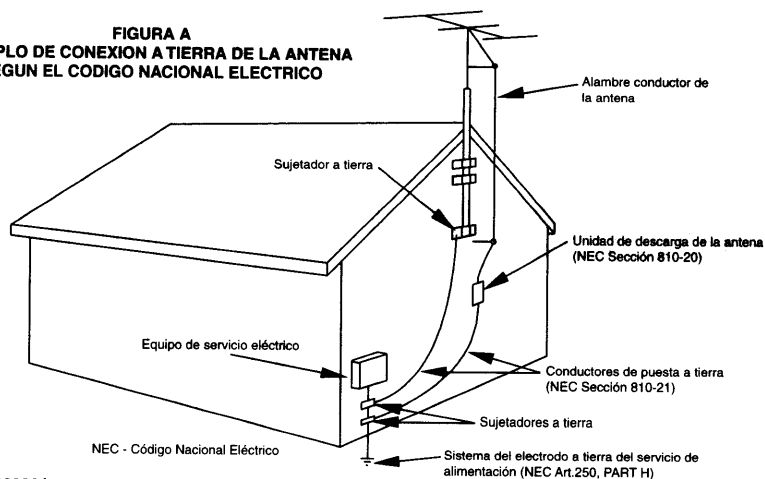 FIGURA A
PLO DE CONEXION A TIERRA DE LA ANTENA
EGUN EL CODIGO NACIONAL ELECTRICO
Alambre conductor de
la antena
Sujetador a tierra
Unidad de descarga de la antena
(NEC Sección 810-20)
Equipo de servicio eléctrico
Conductores de puesta a tierra
(NEC Sección 810-21)
Sujetadores a tierra
NEC - Código Nacional Eléctrico
Sistema del electrodo a tierra del servicio de
alimentación (NEC Art.250, PART H)